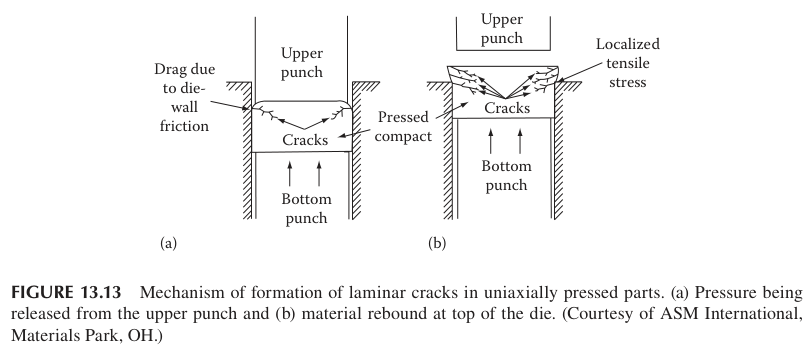 Upper
punch
Drag due
to die-
wall
friction
Cracks
Bottom
punch
(a)
Pressed
compact
Upper
punch
Localized
tensile
stress
Cracks
Bottom
punch
(b)
FIGURE 13.13 Mechanism of formation of laminar cracks in uniaxially pressed parts. (a) Pressure being
released from the upper punch and (b) material rebound at top of the die. (Courtesy of ASM International,
Materials Park, OH.)